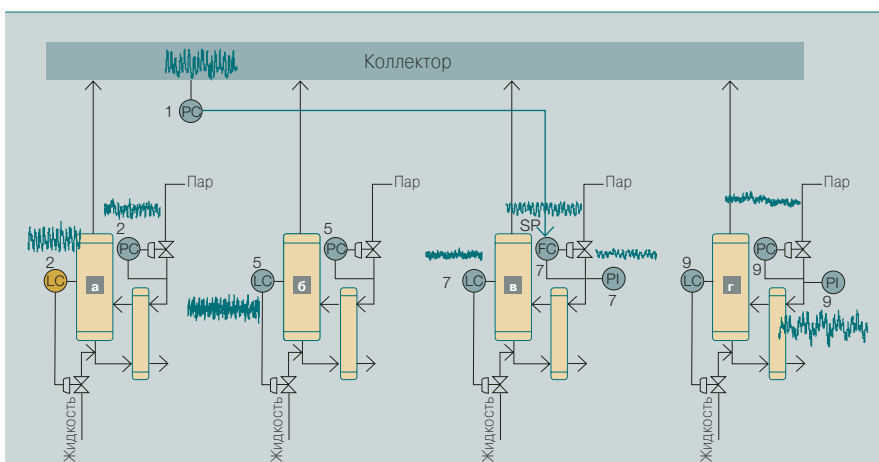 Коллектор
1 PC
Пар
Пар
Пар
Пар
SP
2
PC
5
PC
FC
7
PC
9
2
LC
5
LC
7
LC
PI
7
9
LC
PI
9
а
б
в
г
Жидкость
Жидкость
Жидкость
Жидкость